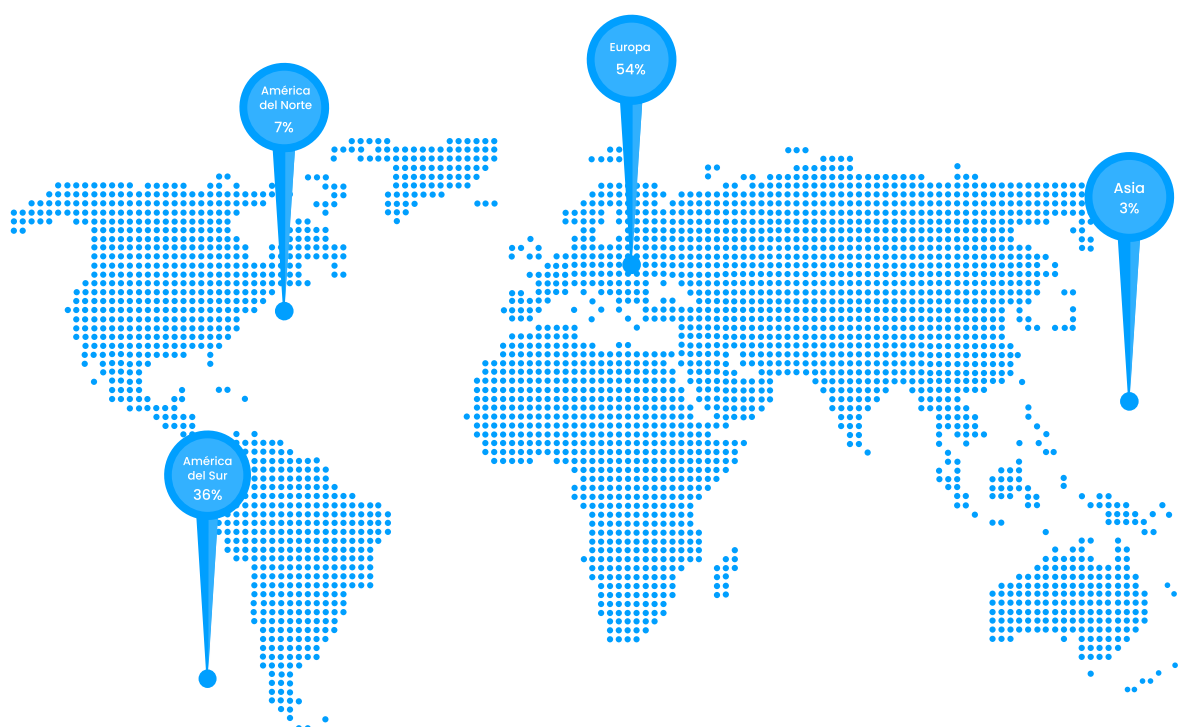 Europa
54%
América
del Norte
7%
Asia
3%
América
del Sur
36%